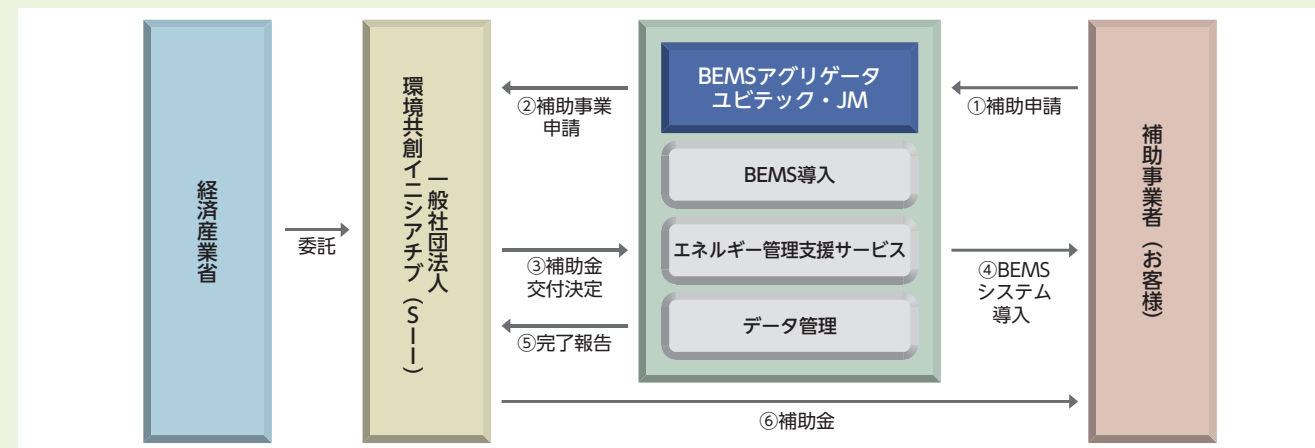 経済産業省
委託
一般社団法人
環境共創イニシアチブ（SII）
②補助事業
申請
③補助金
交付決定
⑤完了報告
BEMSアグリゲータ
ユビテック・JM
BEMS導入
エネルギー管理支援サービス
データ管理
①補助申請
④BEMS
システム
導入
⑥補助金
補助事業者（お客様）